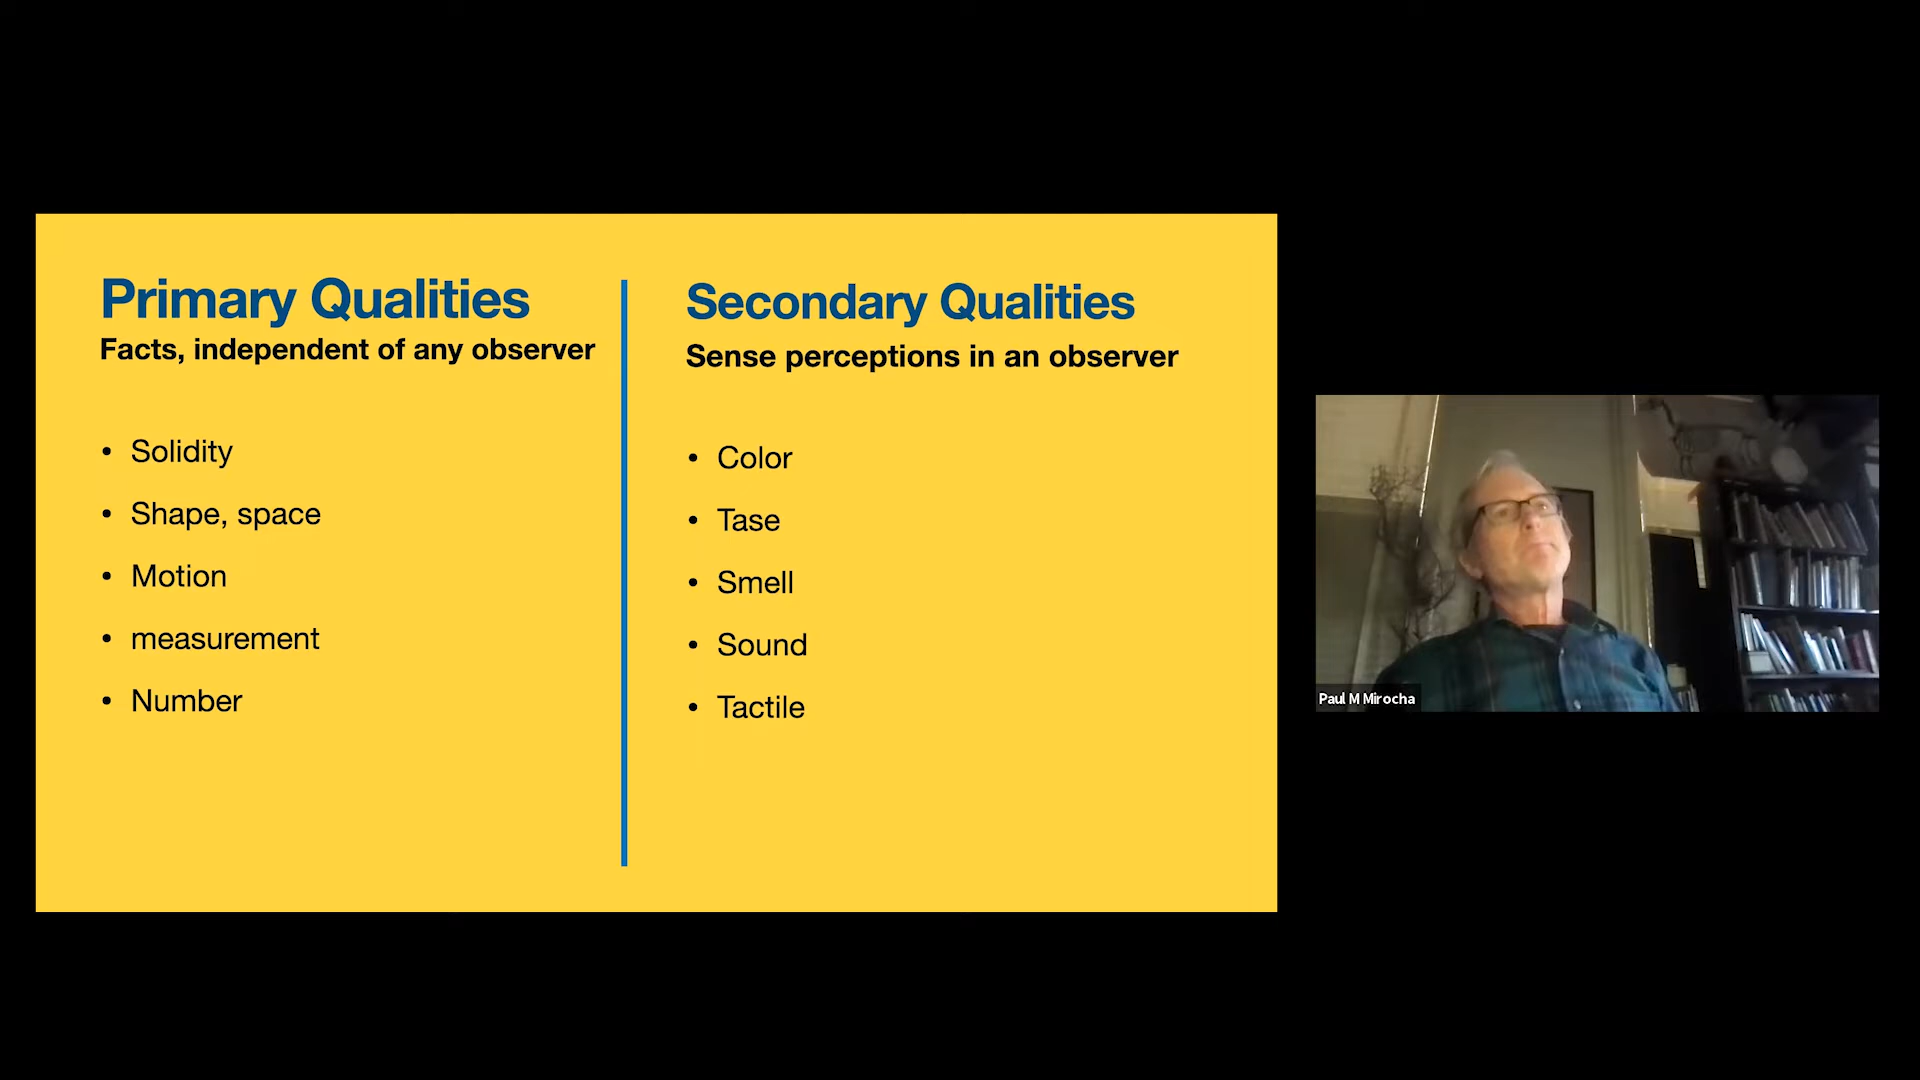 Primary Qualities
Facts, independent of any observer
• Solidity
• Shape, space
• Motion
• measurement
• Number
Secondary Qualities
Sense perceptions in an observer
• Color
• Tase
• Smell
• Sound
• Tactile
Paul M Mirocha